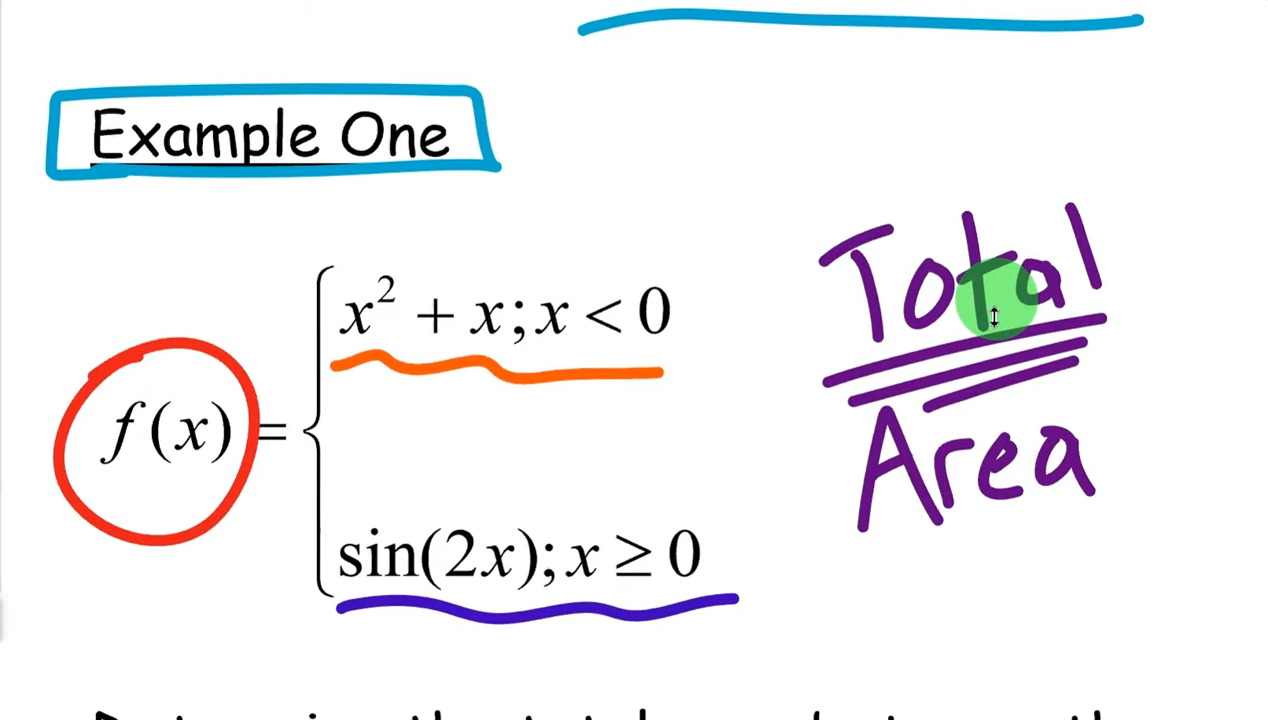 Example One
Total
Area
f(x) = { x² + x; x < 0
sin(2x); x ≥ 0